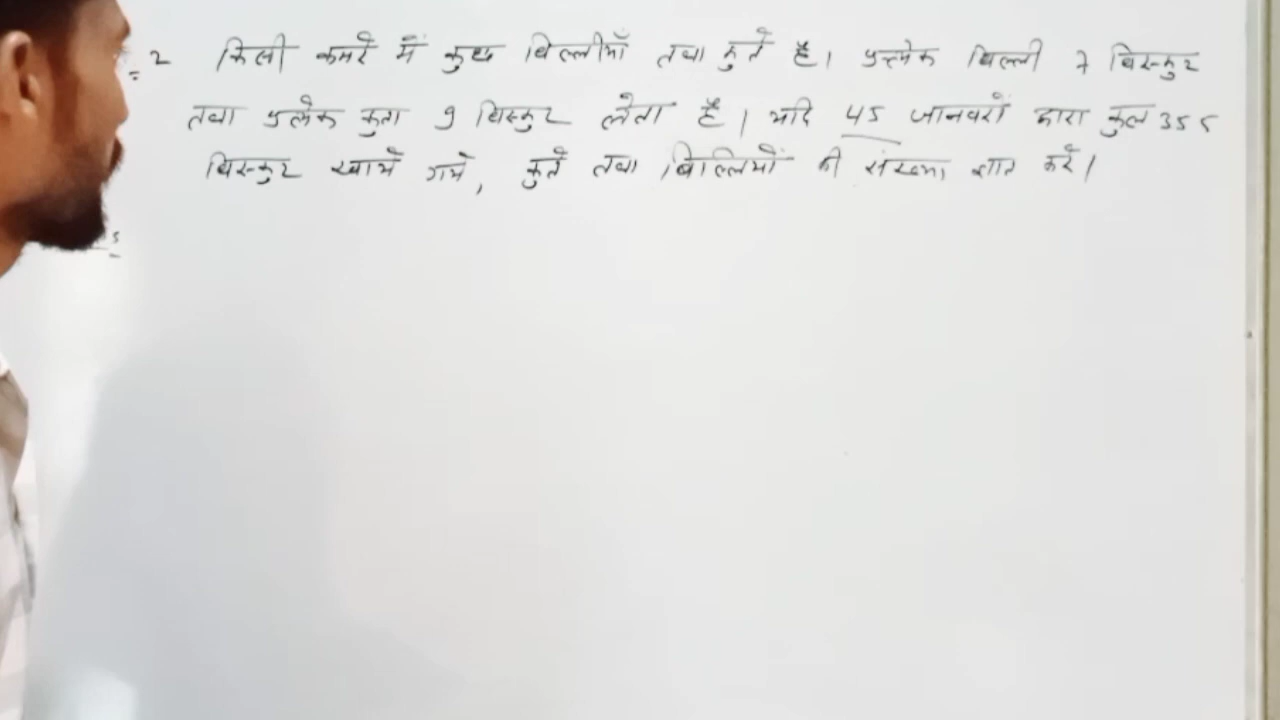 2 किसी कमरे में कुछ बिल्लीयाँ तथा कुते है। प्रत्येक बिल्ली 7 बिस्कुट
तथा प्रत्येक कुता 9 बिस्कुट लेता है। यदि 45 जानवरों द्वारा कुल 355
बिस्कुट खाये गये, कुते तथा बिल्लियों की संख्या ज्ञात करें।